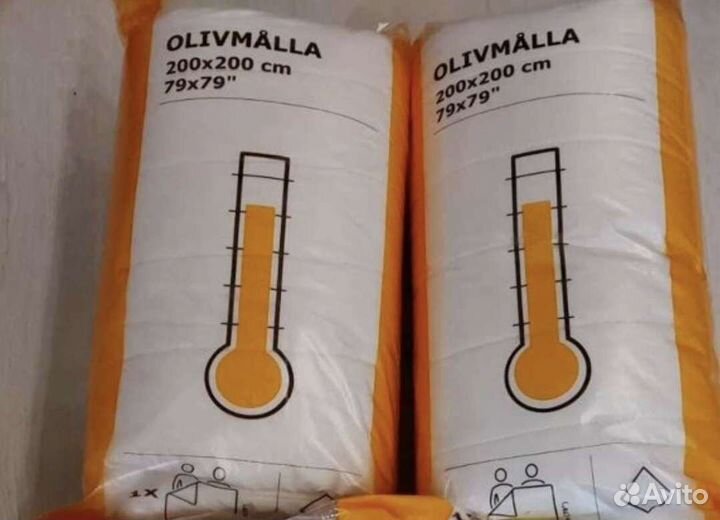 OLIVMÅLLA
200x200 cm
79x79"
OLIVMÅLLA
200x200 cm
79x79"
1X
Avito